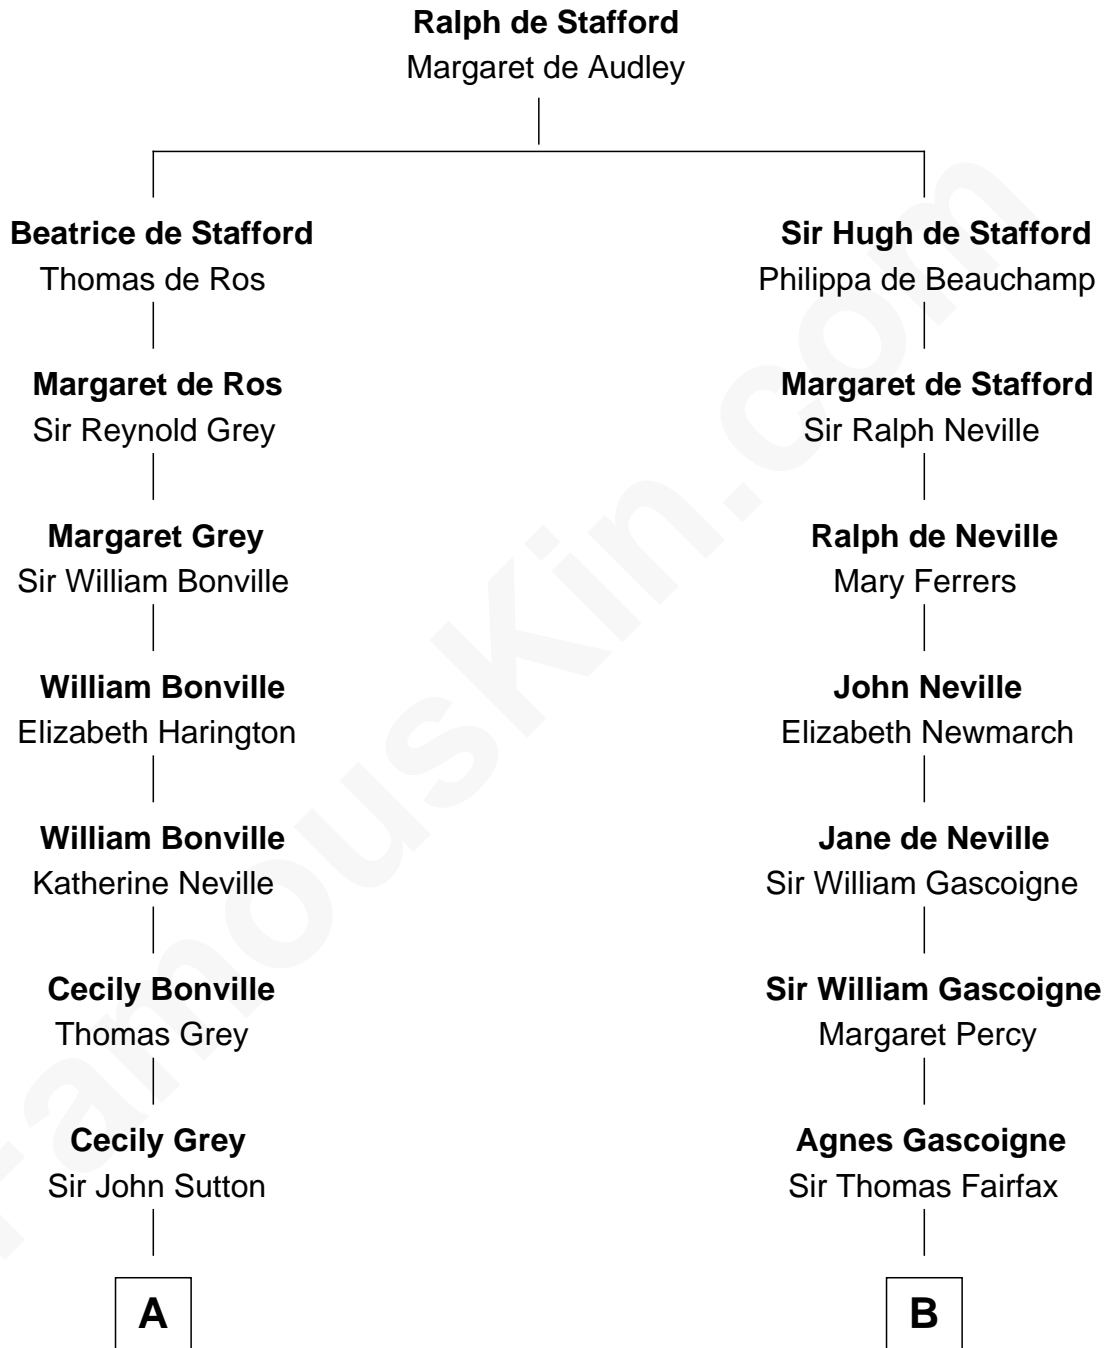 Ralph de Stafford
Margaret de Audley
Beatrice de Stafford
Thomas de Ros
Sir Hugh de Stafford
Philippa de Beauchamp
Margaret de Ros
Sir Reynold Grey
Margaret de Stafford
Sir Ralph Neville
Margaret Grey
Sir William Bonville
Ralph de Neville
Mary Ferrers
William Bonville
Elizabeth Harington
John Neville
Elizabeth Newmarch
William Bonville
Katherine Neville
Jane de Neville
Sir William Gascoigne
Cecily Bonville
Thomas Grey
Sir William Gascoigne
Margaret Percy
Cecily Grey
Sir John Sutton
Agnes Gascoigne
Sir Thomas Fairfax
A
B
FamousKin.com